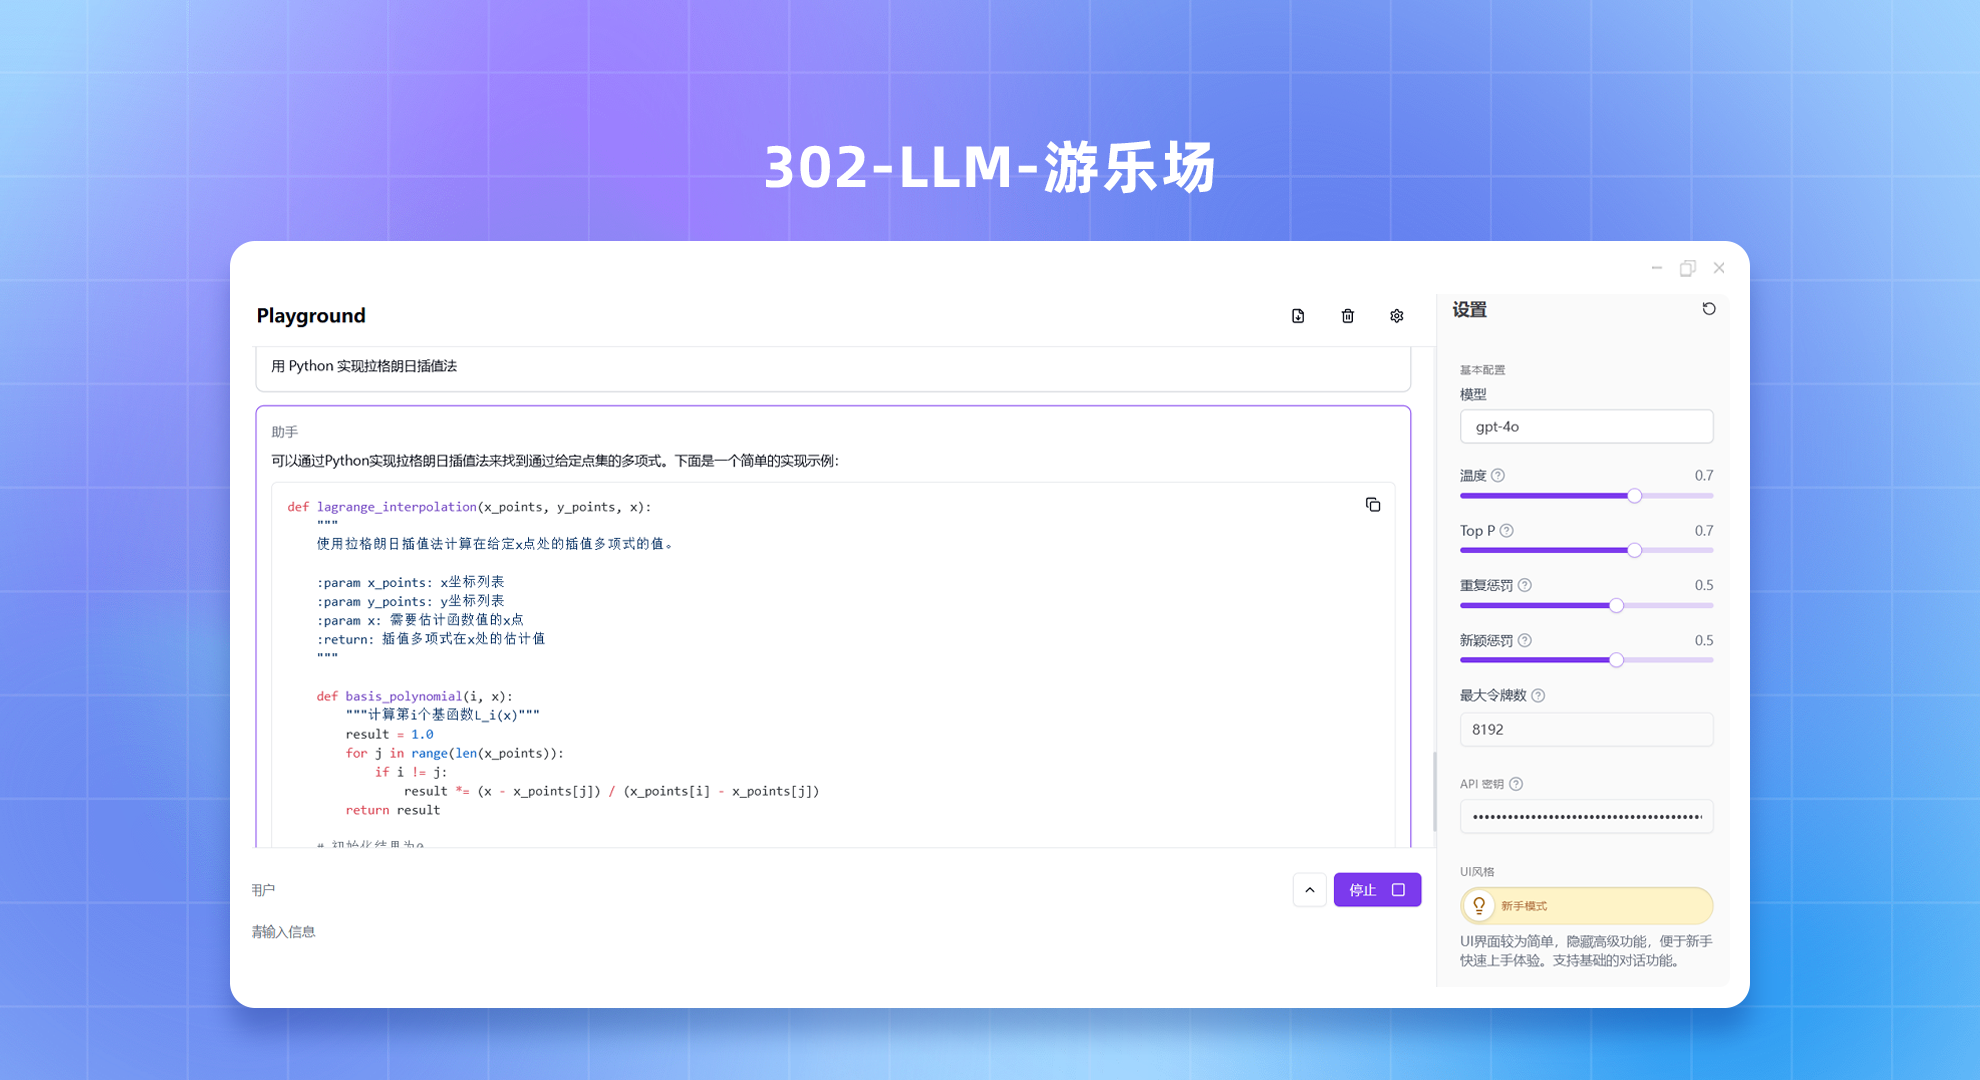 302-LLM-游乐场
Playground
用 Python 实现拉格朗日插值法
助手
可以通过Python实现拉格朗日插值法来找到通过给定点集的多项式。下面是一个简单的实现示例：
def lagrange_interpolation(x_points, y_points, x):
"""
使用拉格朗日插值法计算在给定x点处的插值多项式的值。
:param x_points: x坐标列表
:param y_points: y坐标列表
:param x: 需要估计函数值的x点
:return: 插值多项式在x处的估计值
"""
def basis_polynomial(i, x):
"""计算第i个基函数L_i(x)"""
result = 1.0
for j in range(len(x_points)):
if i != j:
result *= (x - x_points[j]) / (x_points[i] - x_points[j])
return result
# 初始化结果为0
用户
停止
请输入信息
设置
基本配置
模型
gpt-4o
温度 0.7
Top P 0.7
重复惩罚 0.5
新颖惩罚 0.5
最大令牌数
8192
API 密钥
••••••••••••••••••••••••••••••••••••••••
UI风格
新手模式
UI界面较为简单，隐藏高级功能，便于新手
快速上手体验。支持基础的对话功能。